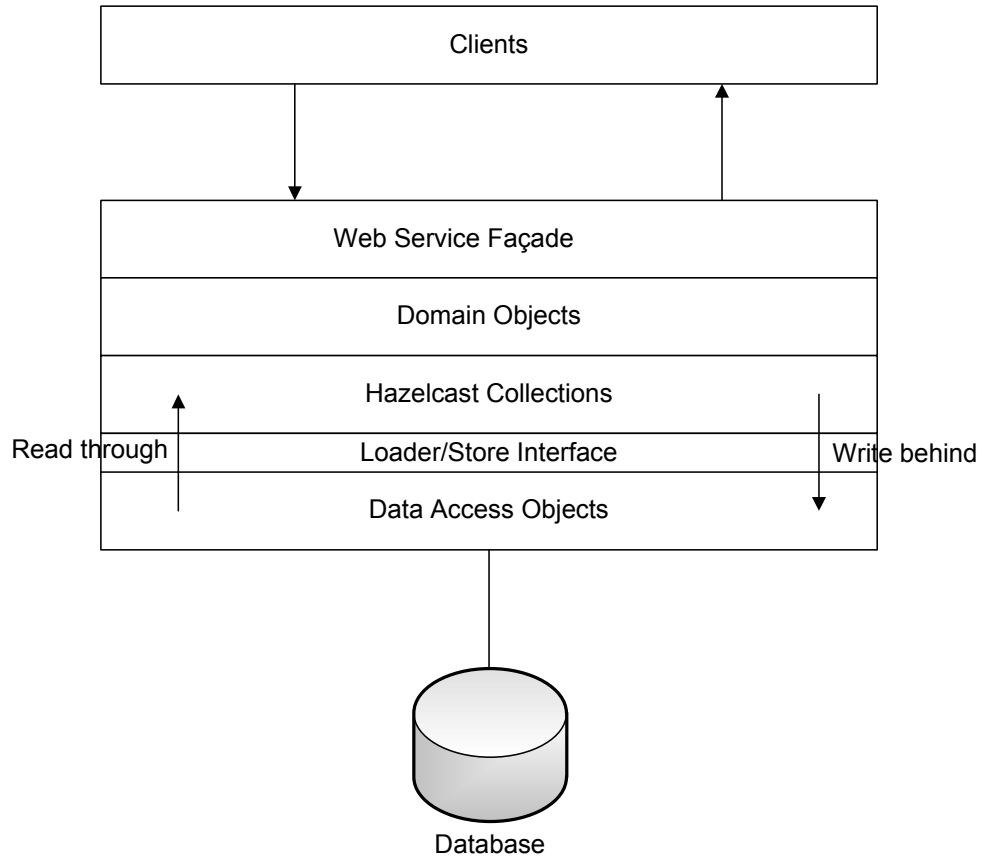 Clients
Web Service Façade
Domain Objects
Hazelcast Collections
Read through
Loader/Store Interface
Write behind
Data Access Objects
Database